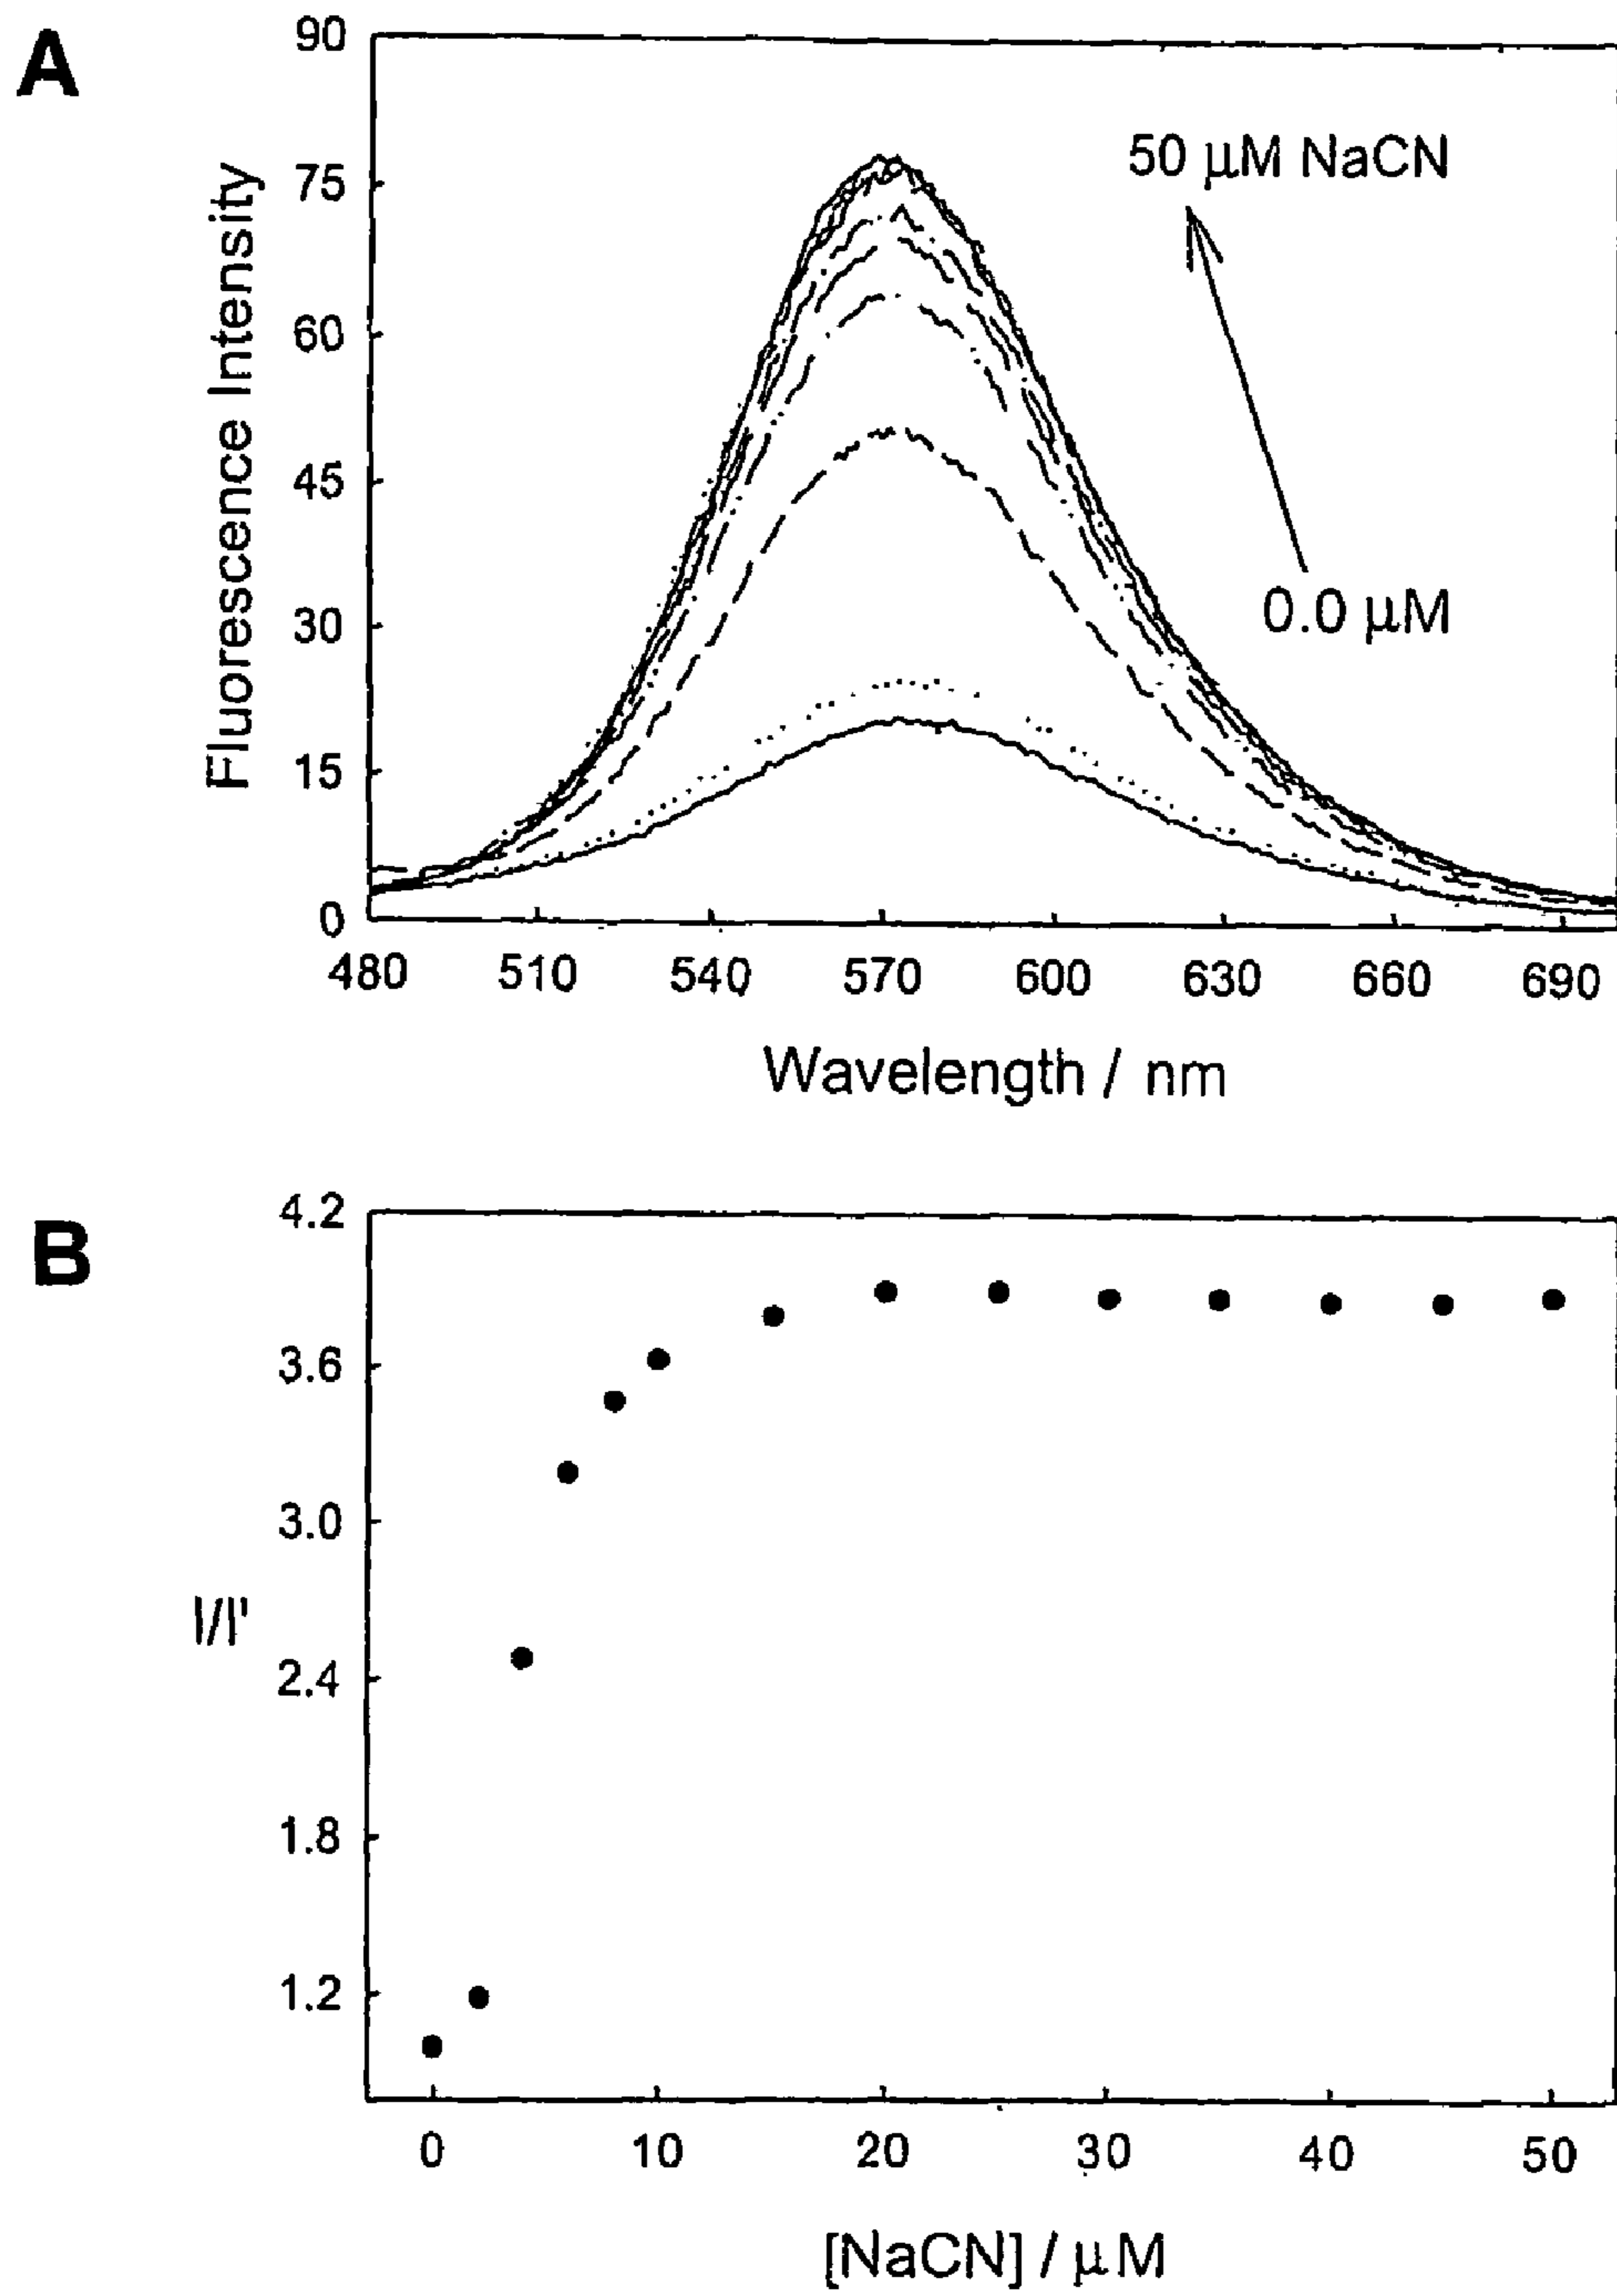 A
90
75
60
45
30
15
0
Fluorescence Intensity
50 μM NaCN
0.0 μM
480 510 540 570 600 630 660 690
Wavelength / nm
B
4.2
3.6
3.0
2.4
1.8
1.2
I/I'
0 10 20 30 40 50
[NaCN] / μM